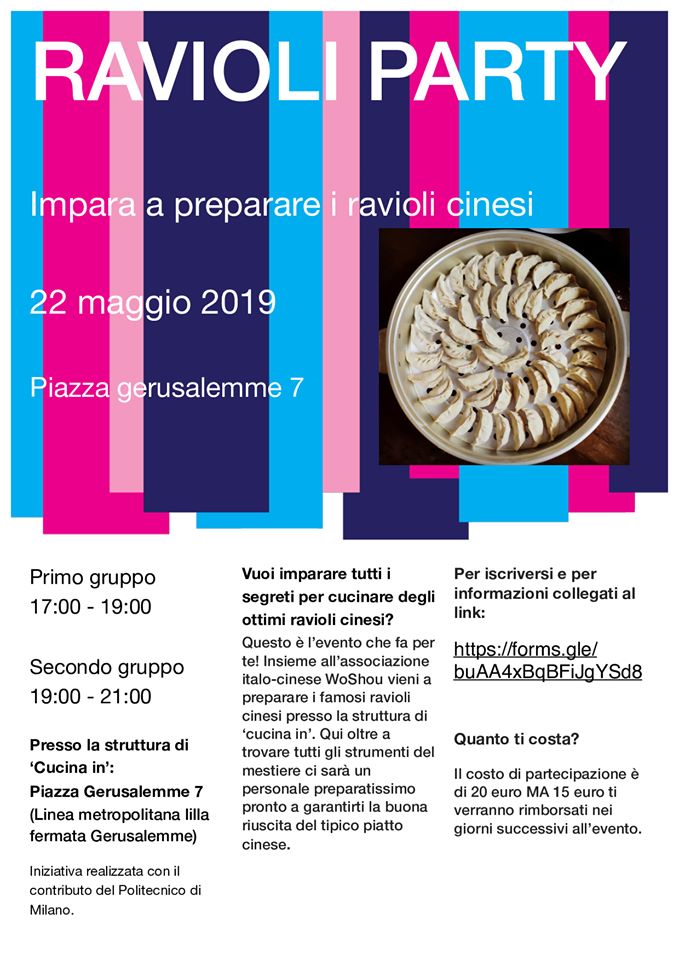 RAVIOLI PARTY
Impara a preparare i ravioli cinesi
22 maggio 2019
Piazza gerusalemme 7
Primo gruppo
17:00 - 19:00
Secondo gruppo
19:00 - 21:00
Presso la struttura di
‘Cucina in’:
Piazza Gerusalemme 7
(Linea metropolitana lilla
fermata Gerusalemme)
Iniziativa realizzata con il
contributo del Politecnico di
Milano.
Vuoi imparare tutti i
segreti per cucinare degli
ottimi ravioli cinesi?
Questo è l’evento che fa per
te! Insieme all’associazione
italo-cinese WoShou vieni a
preparare i famosi ravioli
cinesi presso la struttura di
‘cucina in’. Qui oltre a
trovare tutti gli strumenti del
mestiere ci sarà un
personale preparatissimo
pronto a garantirti la buona
riuscita del tipico piatto
cinese.
Per iscriversi e per
informazioni collegati al
link:
https://forms.gle/
buAA4xBqBFiJgYSd8
Quanto ti costa?
Il costo di partecipazione è
di 20 euro MA 15 euro ti
verranno rimborsati nei
giorni successivi all’evento.